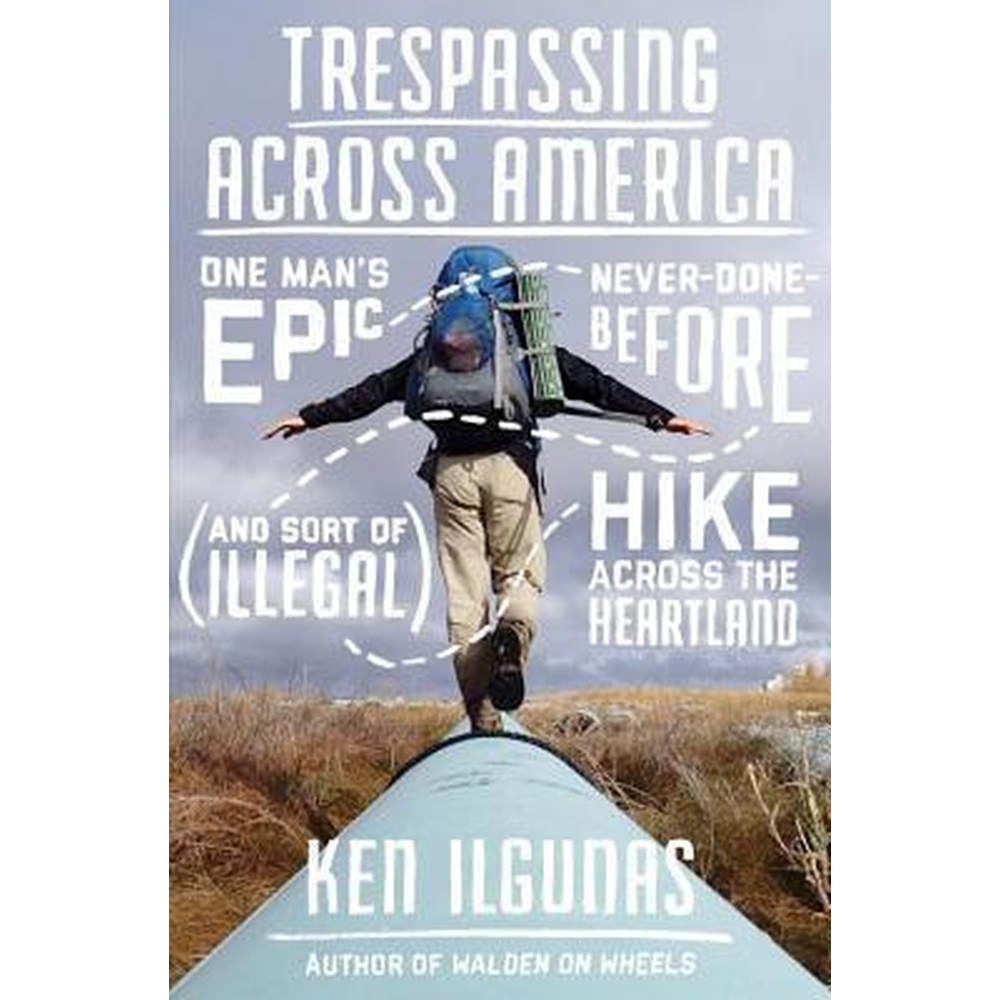 TRESPASSING
ACROSS AMERICA
ONE MAN'S
EPIC
NEVER-DONE-
BEFORE
(AND SORT OF
ILLEGAL)
HIKE
ACROSS THE
HEARTLAND
KEN ILGUNAS
AUTHOR OF WALDEN ON WHEELS